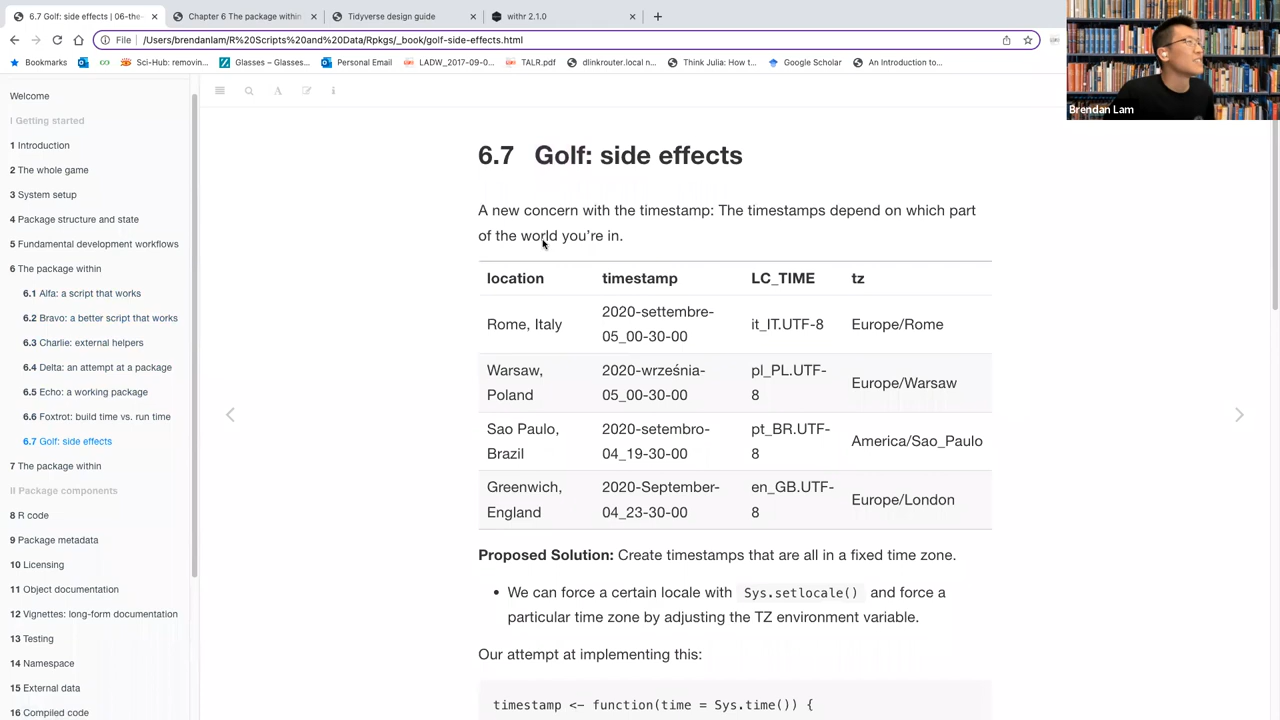 6.7 Golf: side effects | 06-the-
Chapter 6 The package within
Tidyverse design guide
withr 2.1.0
File
/Users/brendanlam/R%20Scripts%20and%20Data/Rpkgs/_book/golf-side-effects.html
Bookmarks
Sci-Hub: removin...
Glasses – Glasses...
Personal Email
LADW_2017-09-0...
TALR.pdf
dlinkrouter.local n...
Think Julia: How t...
Google Scholar
An Introduction to...
Brendan Lam
Welcome
I Getting started
1 Introduction
2 The whole game
3 System setup
4 Package structure and state
5 Fundamental development workflows
6 The package within
6.1 Alfa: a script that works
6.2 Bravo: a better script that works
6.3 Charlie: external helpers
6.4 Delta: an attempt at a package
6.5 Echo: a working package
6.6 Foxtrot: build time vs. run time
6.7 Golf: side effects
7 The package within
II Package components
8 R code
9 Package metadata
10 Licensing
11 Object documentation
12 Vignettes: long-form documentation
13 Testing
14 Namespace
15 External data
16 Compiled code
6.7 Golf: side effects
A new concern with the timestamp: The timestamps depend on which part
of the world you're in.
location timestamp LC_TIME tz
Rome, Italy 2020-settembre-
05_00-30-00 it_IT.UTF-8 Europe/Rome
Warsaw, 2020-września- pl_PL.UTF-
Poland 05_00-30-00 8 Europe/Warsaw
Sao Paulo, 2020-setembro- pt_BR.UTF-
Brazil 04_19-30-00 8 America/Sao_Paulo
Greenwich, 2020-September- en_GB.UTF-
England 04_23-30-00 8 Europe/London
Proposed Solution: Create timestamps that are all in a fixed time zone.
• We can force a certain locale with Sys.setlocale() and force a
particular time zone by adjusting the TZ environment variable.
Our attempt at implementing this:
timestamp <- function(time = Sys.time()) {